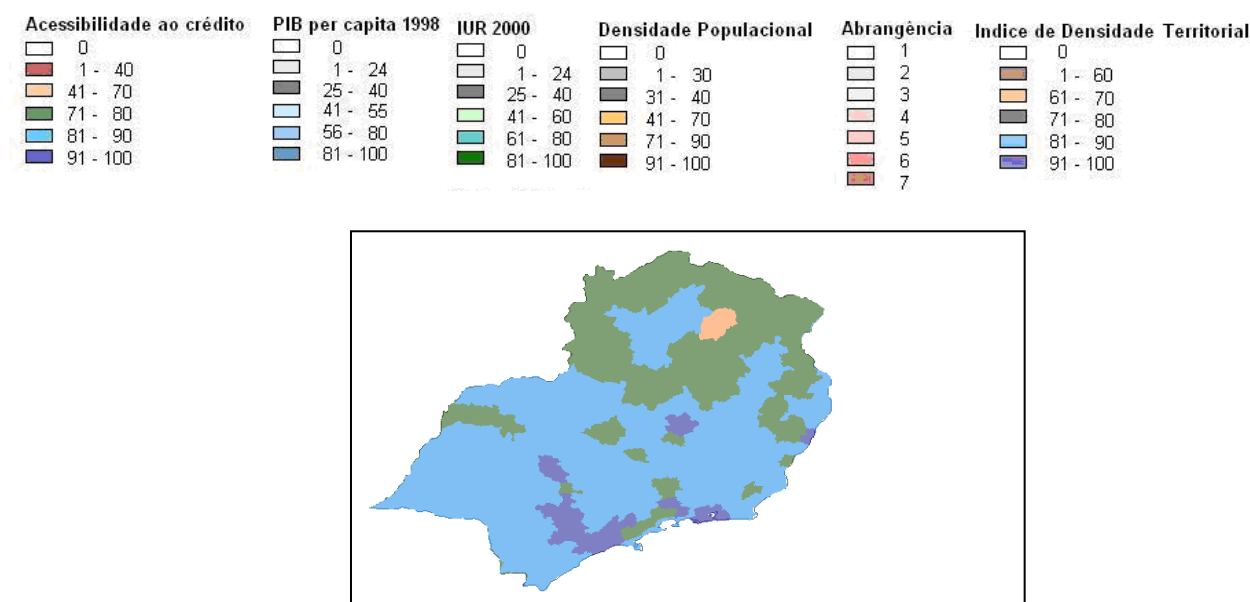 Acessibilidade ao crédito
0
1 - 40
41 - 70
71 - 80
81 - 90
91 - 100
PIB per capita 1998
0
1 - 24
25 - 40
41 - 55
56 - 80
81 - 100
IUR 2000
0
1 - 24
25 - 40
41 - 60
61 - 80
81 - 100
Densidade Populacional
0
1 - 30
31 - 40
41 - 70
71 - 90
91 - 100
Abrangência
1
2
3
4
5
6
7
Indice de Densidade Territorial
0
1 - 60
61 - 70
71 - 80
81 - 90
91 - 100